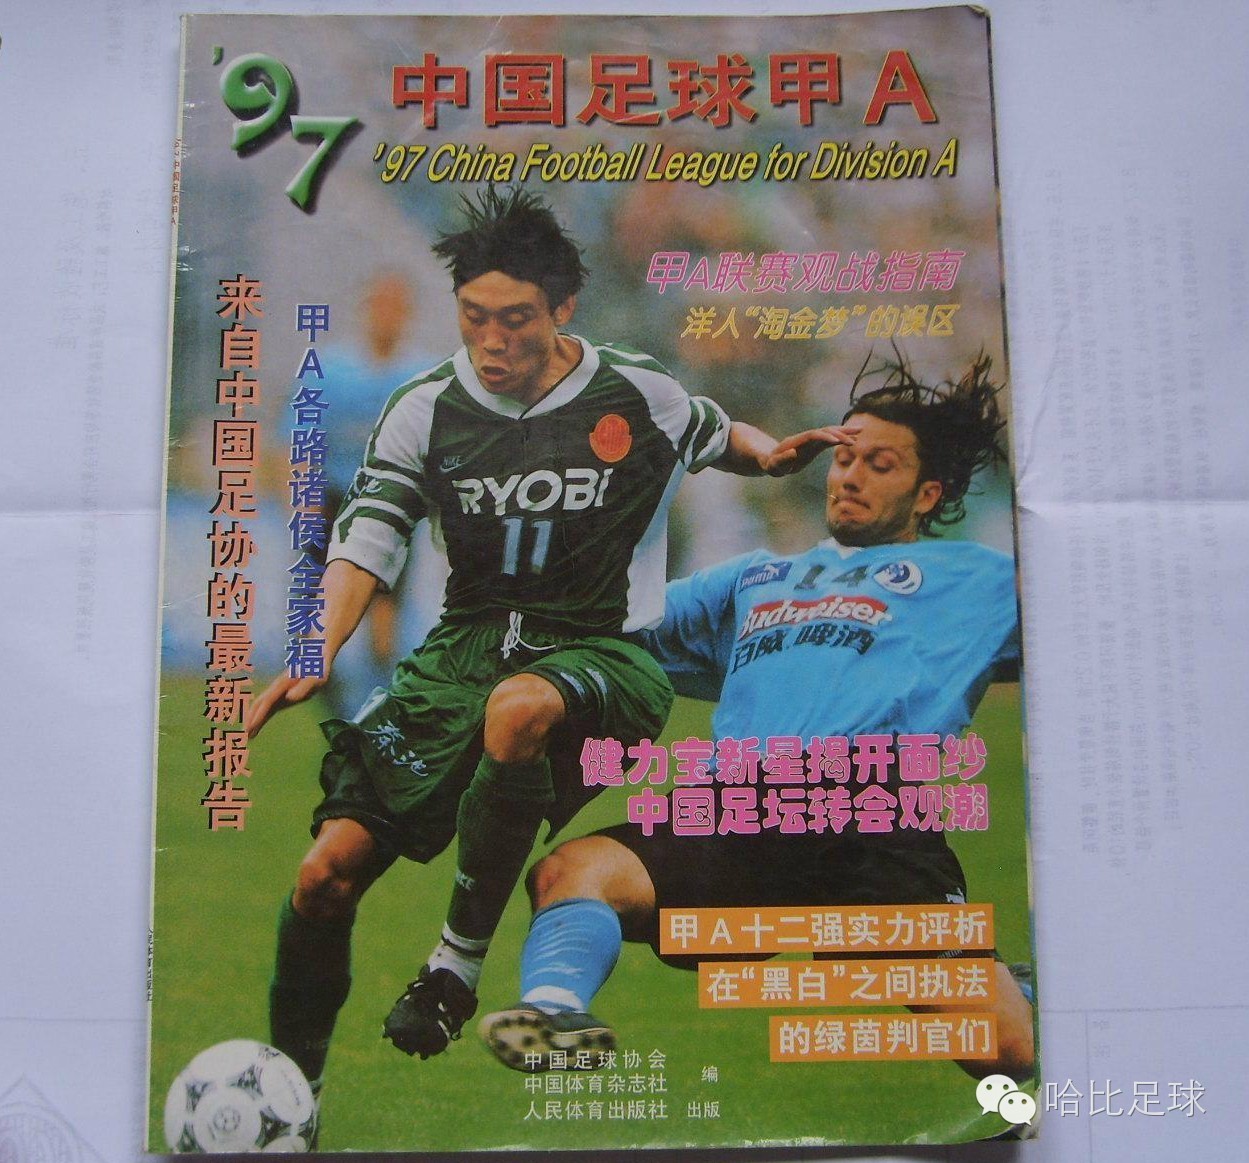 '97
中国足球甲A
'97 China Football League for Division A
甲A联赛观战指南
洋人“淘金梦”的误区
来自中国足协的最新报告
甲A各路诸侯全家福
NIKE
RYOBI
11
PUMA
14
Budweiser
百威啤酒
秦池
NIKE
健力宝新星揭开面纱
中国足坛转会观潮
甲A十二强实力评析
在“黑白”之间执法
的绿茵判官们
中国足球协会
中国体育杂志社 编
人民体育出版社 出版
哈比足球